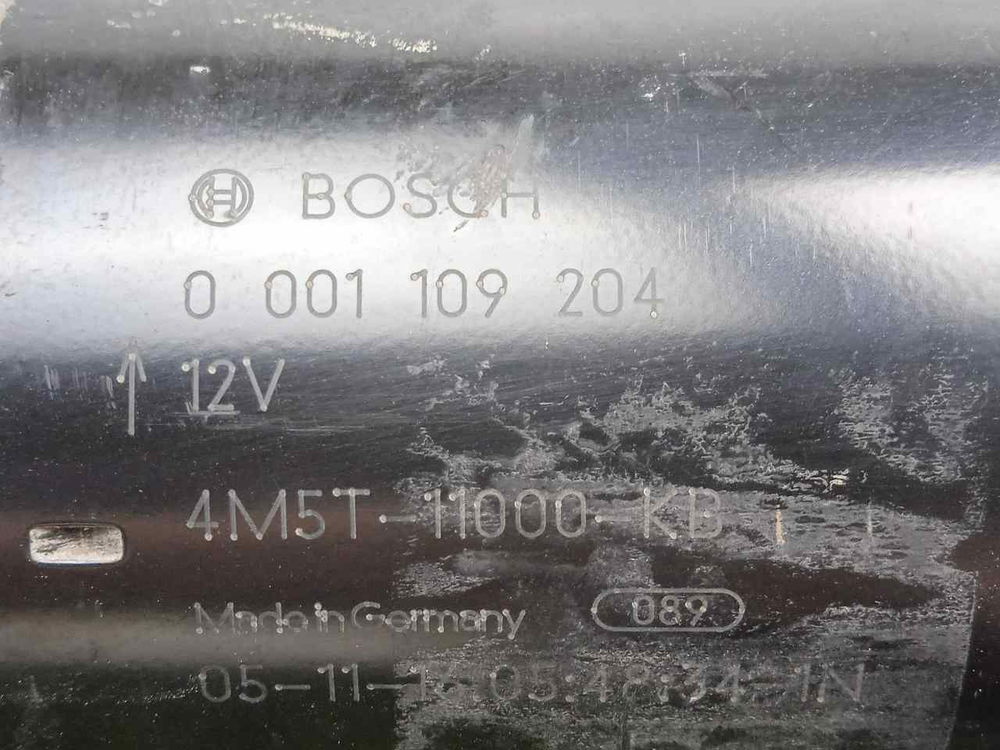 BOSCH
0 001 109 204
12V
4M5T-11000-KB
Made in Germany 089